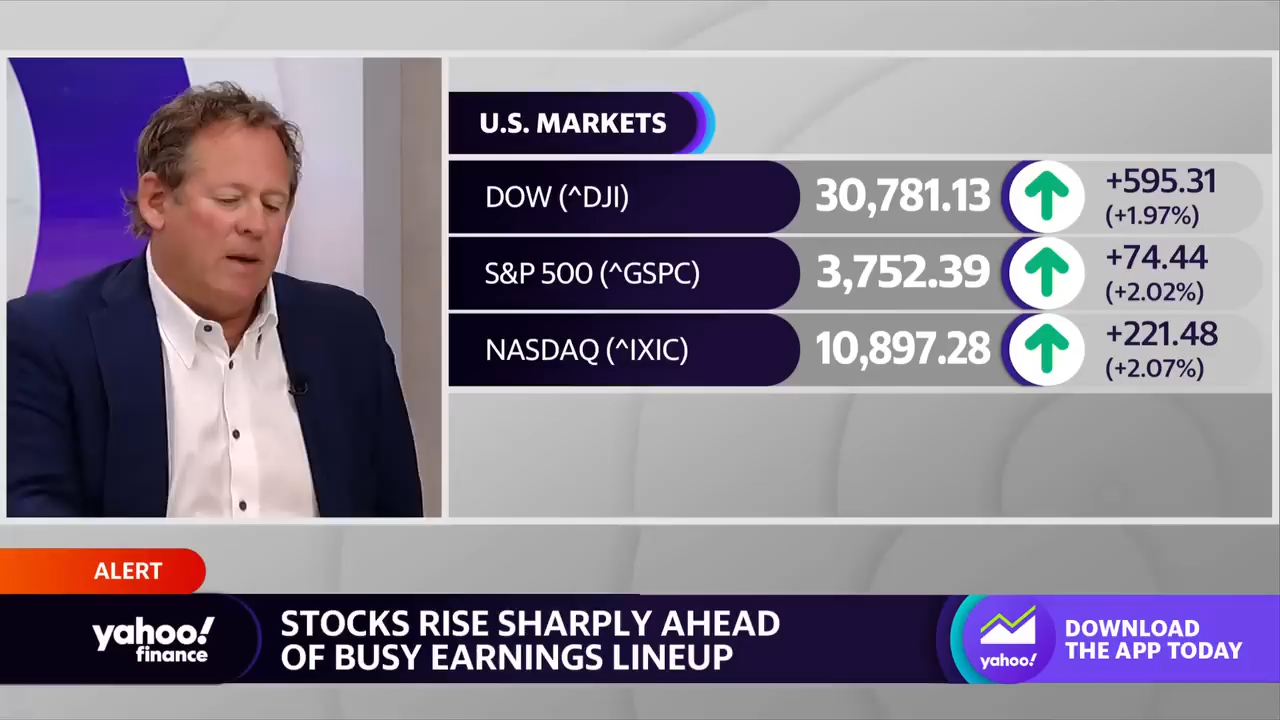 U.S. MARKETS
DOW (^DJI) 30,781.13 +595.31
(+1.97%)
S&P 500 (^GSPC) 3,752.39 +74.44
(+2.02%)
NASDAQ (^IXIC) 10,897.28 +221.48
(+2.07%)
ALERT
yahoo!
finance
STOCKS RISE SHARPLY AHEAD
OF BUSY EARNINGS LINEUP
yahoo!
DOWNLOAD
THE APP TODAY